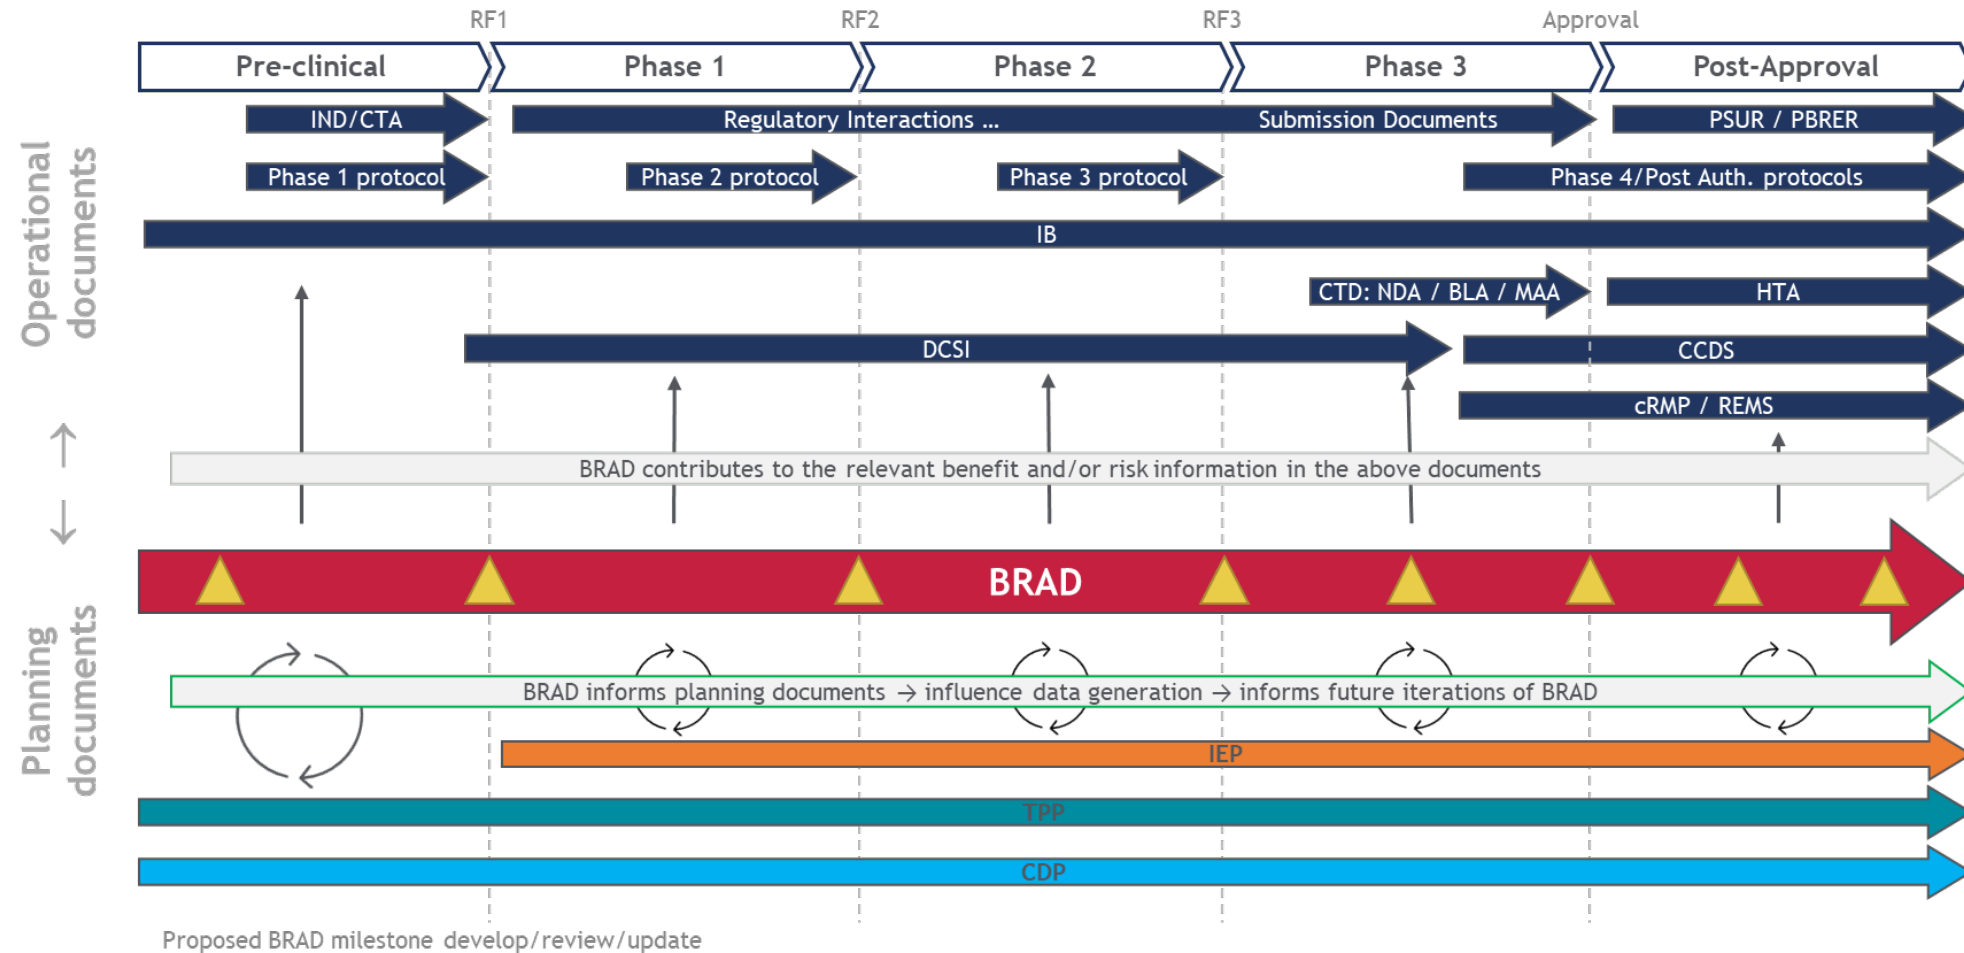 RF1
RF2
RF3
Approval
Pre-clinical
Phase 1
Phase 2
Phase 3
Post-Approval
Operational
documents
IND/CTA
Regulatory Interactions ...
Submission Documents
PSUR / PBRER
Phase 1 protocol
Phase 2 protocol
Phase 3 protocol
Phase 4/Post Auth. protocols
IB
CTD: NDA / BLA / MAA
HTA
DCSI
CCDS
cRMP / REMS
BRAD contributes to the relevant benefit and/or risk information in the above documents
BRAD
Planning
documents
BRAD informs planning documents → influence data generation → informs future iterations of BRAD
IEP
TPP
CDP
Proposed BRAD milestone develop/review/update